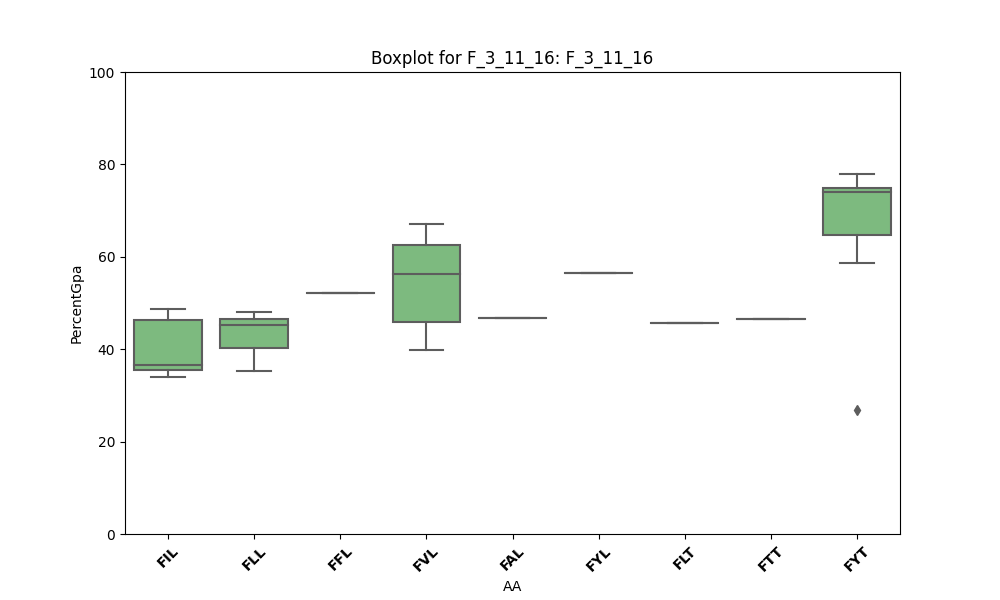 Boxplot for F_3_11_16: F_3_11_16
100
80
60
40
20
0
PercentGpa
FIL FLL FFL FVL FAL FYL FLT FTT FYT
AA